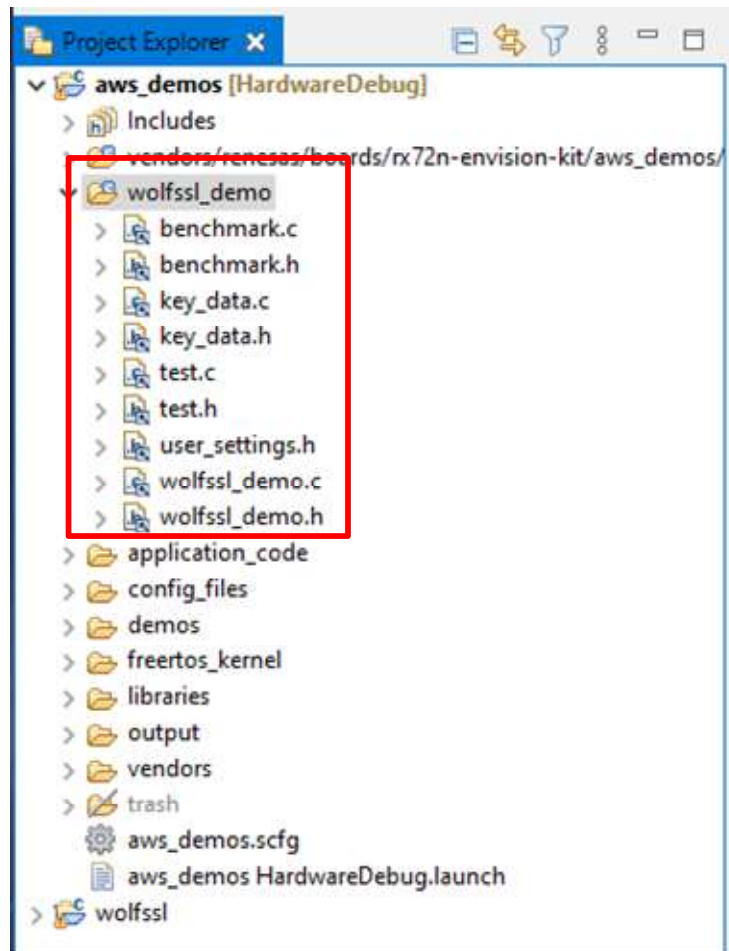 Project Explorer
aws_demos [HardwareDebug]
Includes
vendors/renesas/boards/rx72n-envision-kit/aws_demos/
wolfssl_demo
benchmark.c
benchmark.h
key_data.c
key_data.h
test.c
test.h
user_settings.h
wolfssl_demo.c
wolfssl_demo.h
application_code
config_files
demos
freertos_kernel
libraries
output
vendors
trash
aws_demos.scfg
aws_demos HardwareDebug.launch
wolfssl